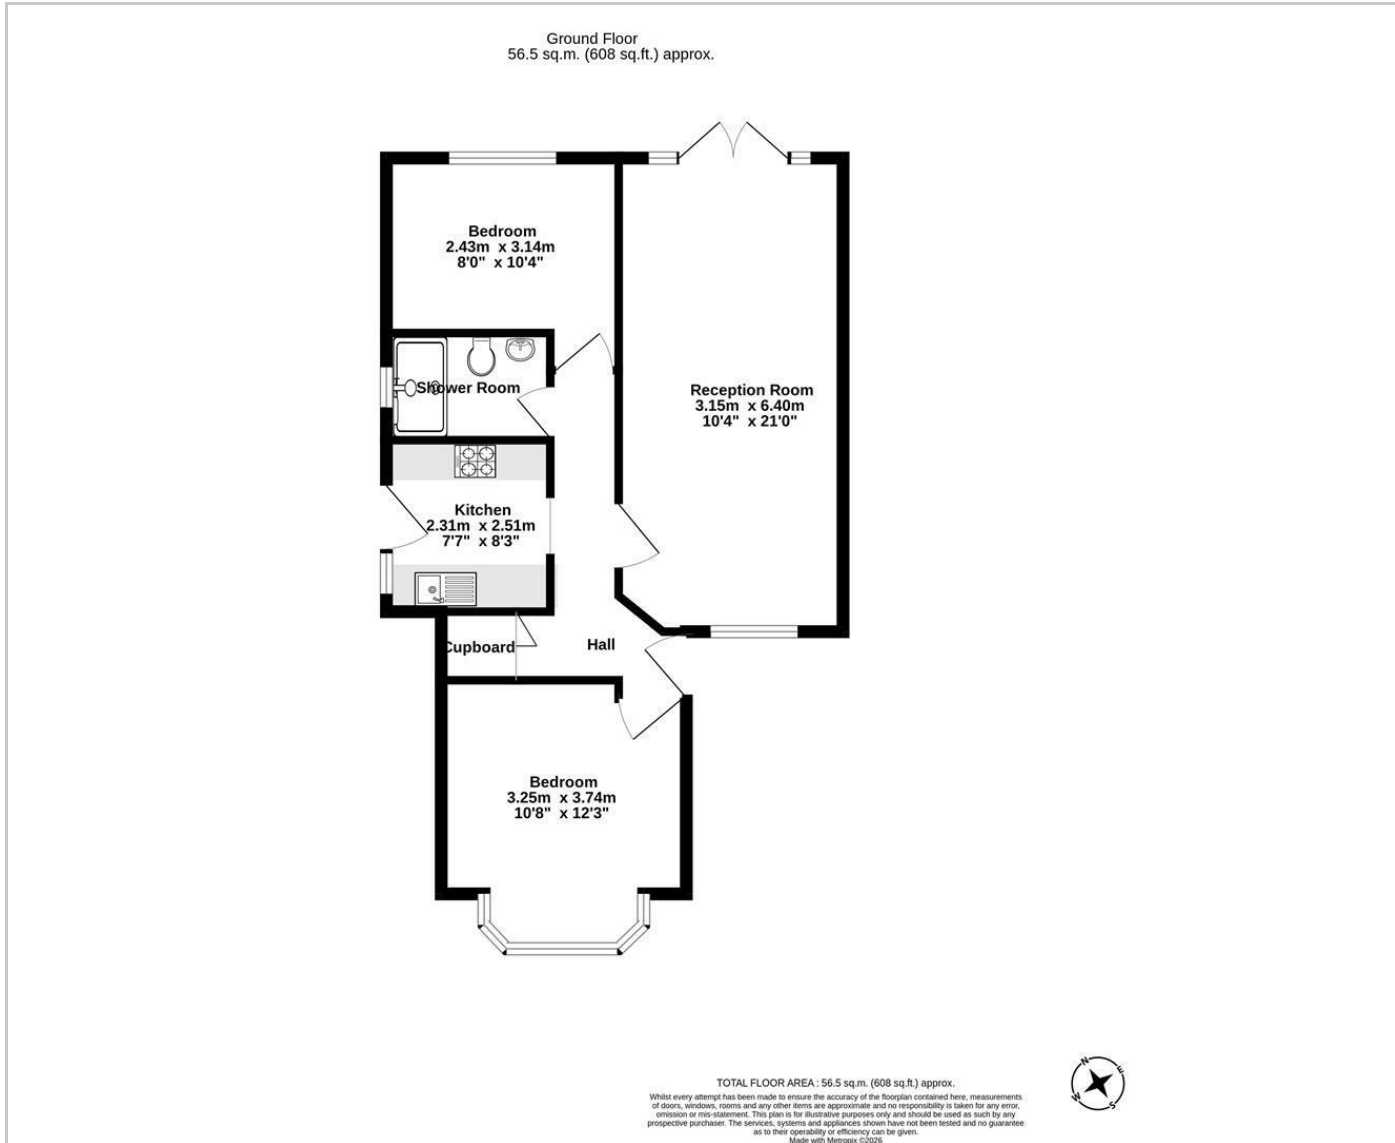 Ground Floor
56.5 sq.m. (608 sq.ft.) approx.
Bedroom
2.43m x 3.14m
8'0" x 10'4"
Shower Room
Reception Room
3.15m x 6.40m
10'4" x 21'0"
Kitchen
2.31m x 2.51m
7'7" x 8'3"
Cupboard
Hall
Bedroom
3.25m x 3.74m
10'8" x 12'3"
N
E
S
W
TOTAL FLOOR AREA : 56.5 sq.m. (608 sq.ft.) approx.
Whilst every attempt has been made to ensure the accuracy of the floorplan contained here, measurements
of doors, windows, rooms and any other items are approximate and no responsibility is taken for any error,
omission or mis-statement. This plan is for illustrative purposes only and should be used as such by any
prospective purchaser. The services, systems and appliances shown have not been tested and no guarantee
as to their operability or efficiency can be given.
Made with Metropix ©2026